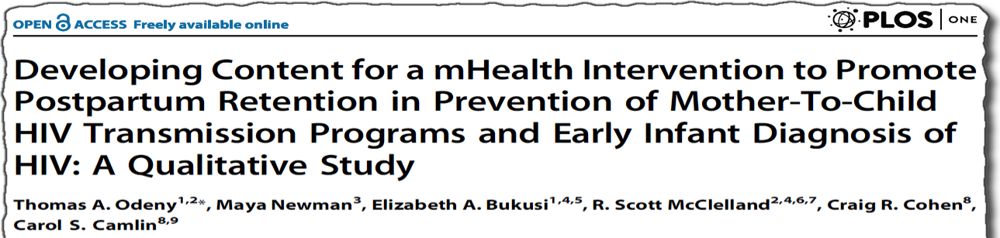 OPEN ACCESS Freely available online
PLOS | ONE
Developing Content for a mHealth Intervention to Promote
Postpartum Retention in Prevention of Mother-To-Child
HIV Transmission Programs and Early Infant Diagnosis of
HIV: A Qualitative Study
Thomas A. Odeny1,2*, Maya Newman3, Elizabeth A. Bukusi1,4,5, R. Scott McClelland2,4,6,7, Craig R. Cohen8,
Carol S. Camlin8,9